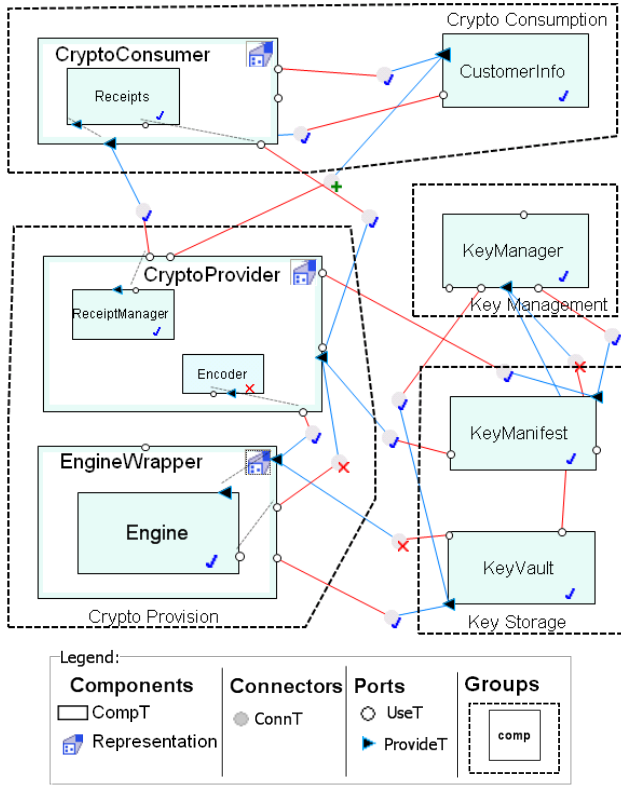 Crypto Consumption
CryptoConsumer
CustomerInfo
Receipts
KeyManager
CryptoProvider
Key Management
ReceiptManager
Encoder
KeyManifest
EngineWrapper
Engine
KeyVault
Crypto Provision
Key Storage
Legend:
Components
Connectors
Ports
Groups
CompT
ConnT
UseT
comp
Representation
ProvideT